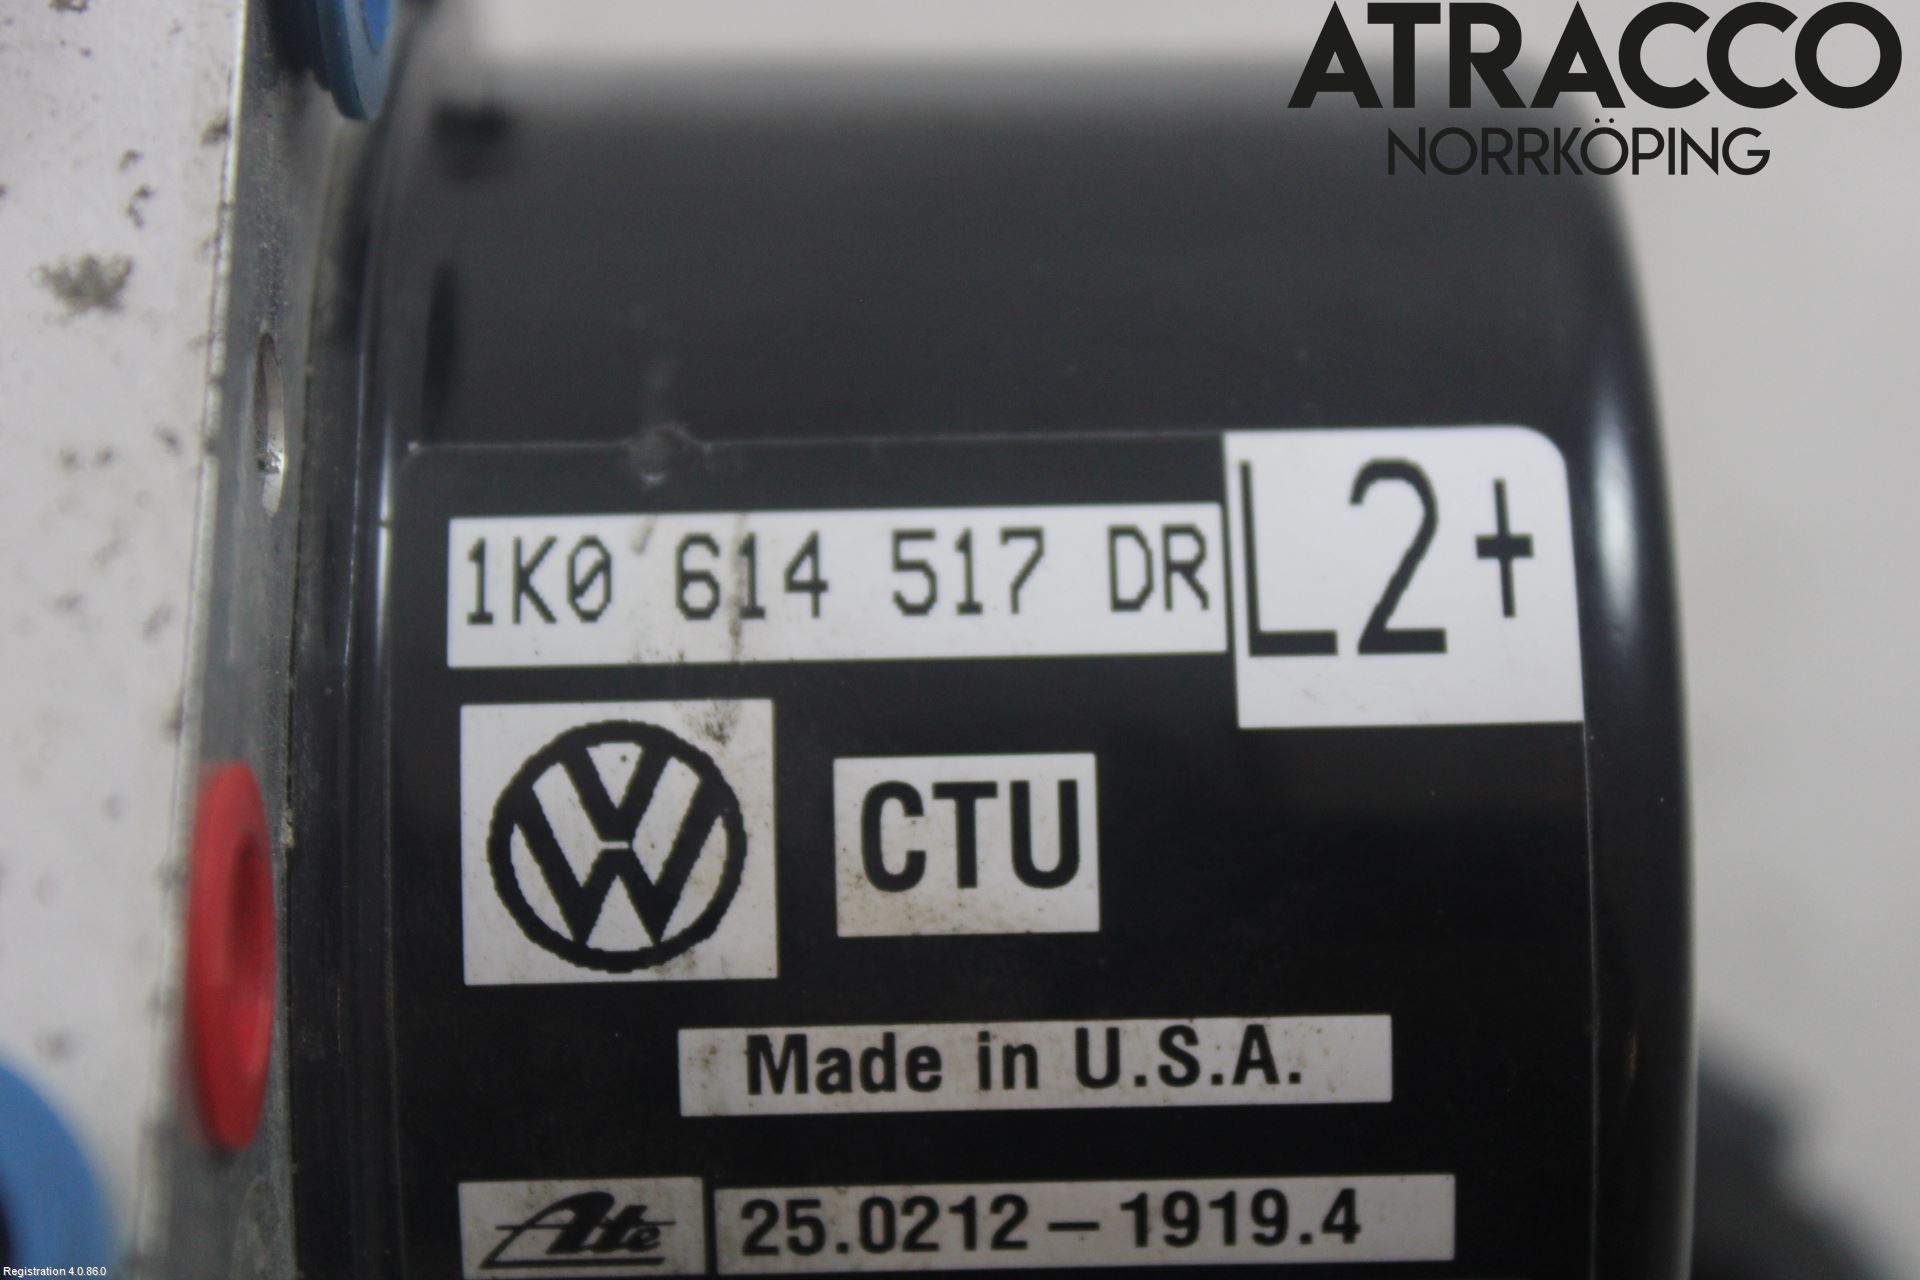 ATRACCO
NORRKÖPING
1K0 614 517 DR
L2+
VW
CTU
Made in U.S.A.
Ate 25.0212-1919.4
Registration 4.0.86.0